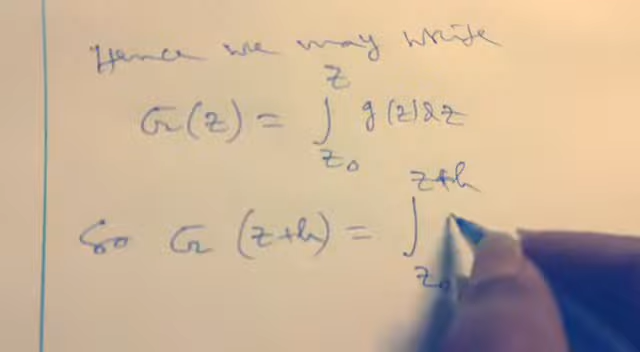 Hence we may write
G(z) = ∫_{z₀}^{z} g(z)dz
So G(z+h) = ∫_{z₀}^{z+h}